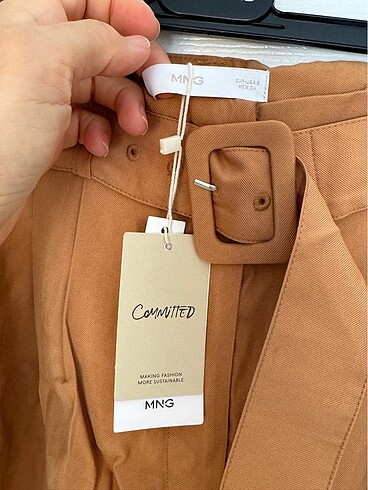 MNG
Committed
MAKING FASHION
MORE SUSTAINABLE
MNG